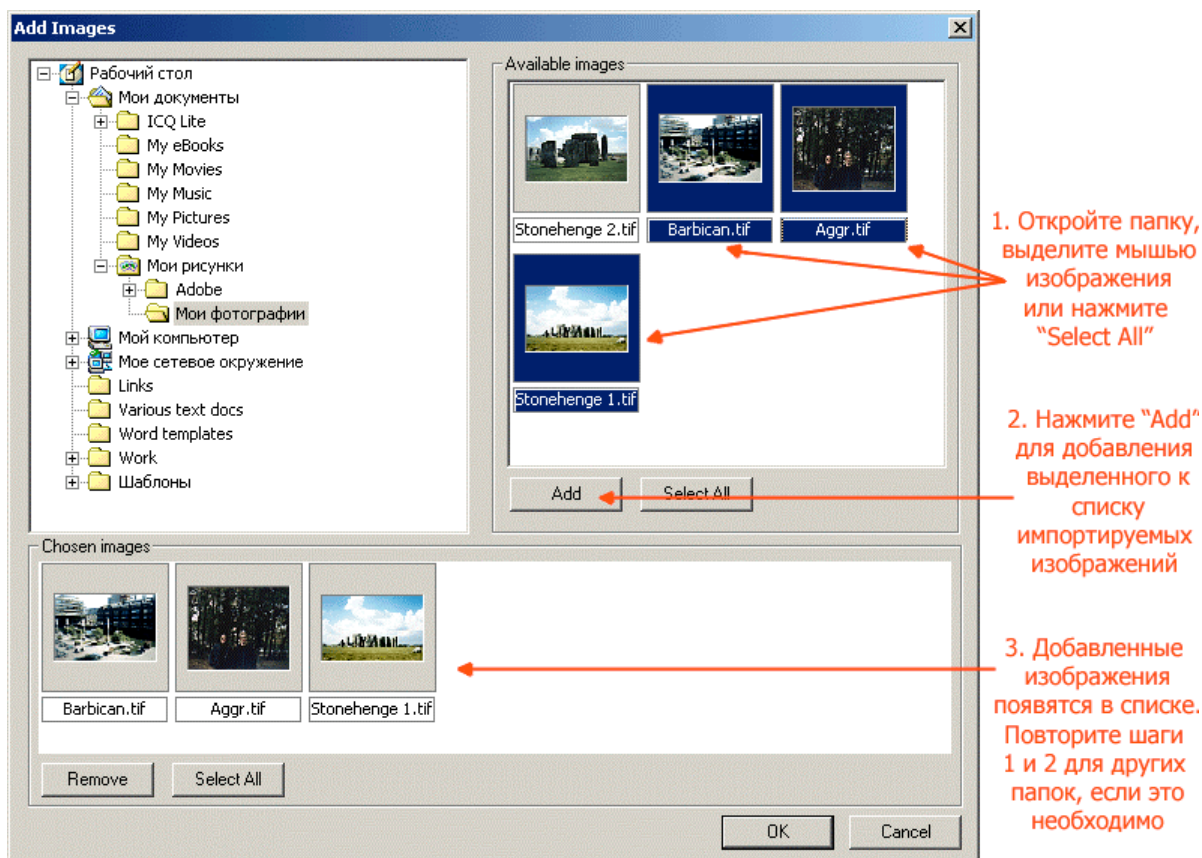 Add Images
Рабочий стол
Мои документы
ICQ Lite
My eBooks
My Movies
My Music
My Pictures
My Videos
Мои рисунки
Adobe
Мои фотографии
Мой компьютер
Мое сетевое окружение
Links
Various text docs
Word templates
Work
Шаблоны
Available images
Stonehenge 2.tif
Barbican.tif
Aggr.tif
Stonehenge 1.tif
Add
Select All
Chosen images
Barbican.tif
Aggr.tif
Stonehenge 1.tif
Remove
Select All
OK
Cancel
1. Откройте папку,
выделите мышью
изображения
или нажмите
“Select All”
2. Нажмите “Add”
для добавления
выделенного к
списку
импортируемых
изображений
3. Добавленные
изображения
появятся в списке.
Повторите шаги
1 и 2 для других
папок, если это
необходимо